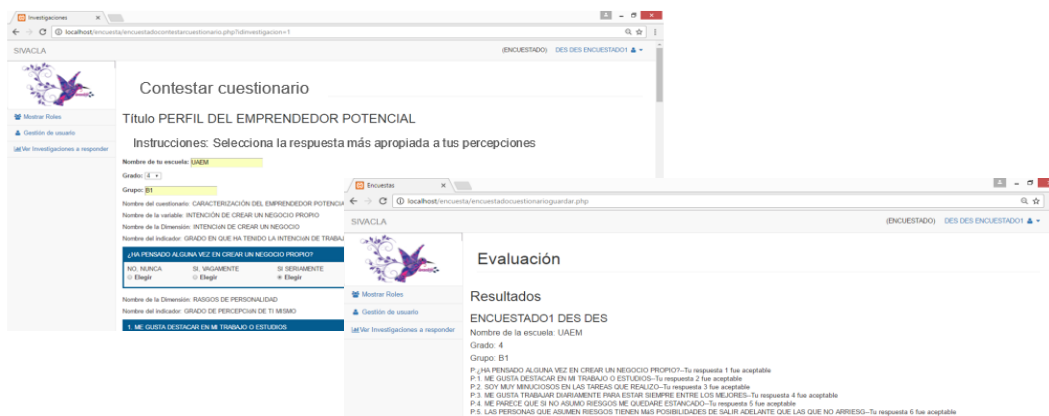 Investigaciones
localhost/encuesta/encuestadocontestarcuestionario.php?idinvestigacion=1
SIVACLA
(ENCUESTADO) DES DES ENCUESTADO1
Mostrar Roles
Gestión de usuario
Ver Investigaciones a responder
Contestar cuestionario
Título PERFIL DEL EMPRENDEDOR POTENCIAL
Instrucciones: Selecciona la respuesta más apropiada a tus percepciones
Nombre de tu escuela: UAEM
Grado: 4
Grupo: B1
Nombre del cuestionario: CARACTERIZACIÓN DEL EMPRENDEDOR POTENCIA
Nombre de la variable: INTENCIÓN DE CREAR UN NEGOCIO PROPIO
Nombre de la Dimensión: INTENCIóN DE CREAR UN NEGOCIO
Nombre del indicador: GRADO EN QUE HA TENIDO LA INTENCIóN DE TRABAJ
¿HA PENSADO ALGUNA VEZ EN CREAR UN NEGOCIO PROPIO?
NO, NUNCA SI, VAGAMENTE SI SERIAMENTE
Elegir Elegir Elegir
Nombre de la Dimensión: RASGOS DE PERSONALIDAD
Nombre del indicador: GRADO DE PERCEPCIóN DE TI MISMO
1. ME GUSTA DESTACAR EN MI TRABAJO O ESTUDIOS
Encuestas
localhost/encuesta/encuestadocuestionarioguardar.php
SIVACLA
(ENCUESTADO) DES DES ENCUESTADO1
Mostrar Roles
Gestión de usuario
Ver Investigaciones a responder
Evaluación
Resultados
ENCUESTADO1 DES DES
Nombre de la escuela: UAEM
Grado: 4
Grupo: B1
P.¿HA PENSADO ALGUNA VEZ EN CREAR UN NEGOCIO PROPIO?--Tu respuesta 1 fue aceptable
P.1. ME GUSTA DESTACAR EN MI TRABAJO O ESTUDIOS--Tu respuesta 2 fue aceptable
P.2. SOY MUY MINUCIOSOS EN LAS TAREAS QUE REALIZO--Tu respuesta 3 fue aceptable
P.3. ME GUSTA TRABAJAR DIARIAMENTE PARA ESTAR SIEMPRE ENTRE LOS MEJORES--Tu respuesta 4 fue aceptable
P.4. ME PARECE QUE SI NO ASUMO RIESGOS ME QUEDARE ESTANCADO--Tu respuesta 5 fue aceptable
P.5. LAS PERSONAS QUE ASUMEN RIESGOS TIENEN MáS POSIBILIDADES DE SALIR ADELANTE QUE LAS QUE NO ARRIESG--Tu respuesta 6 fue aceptable